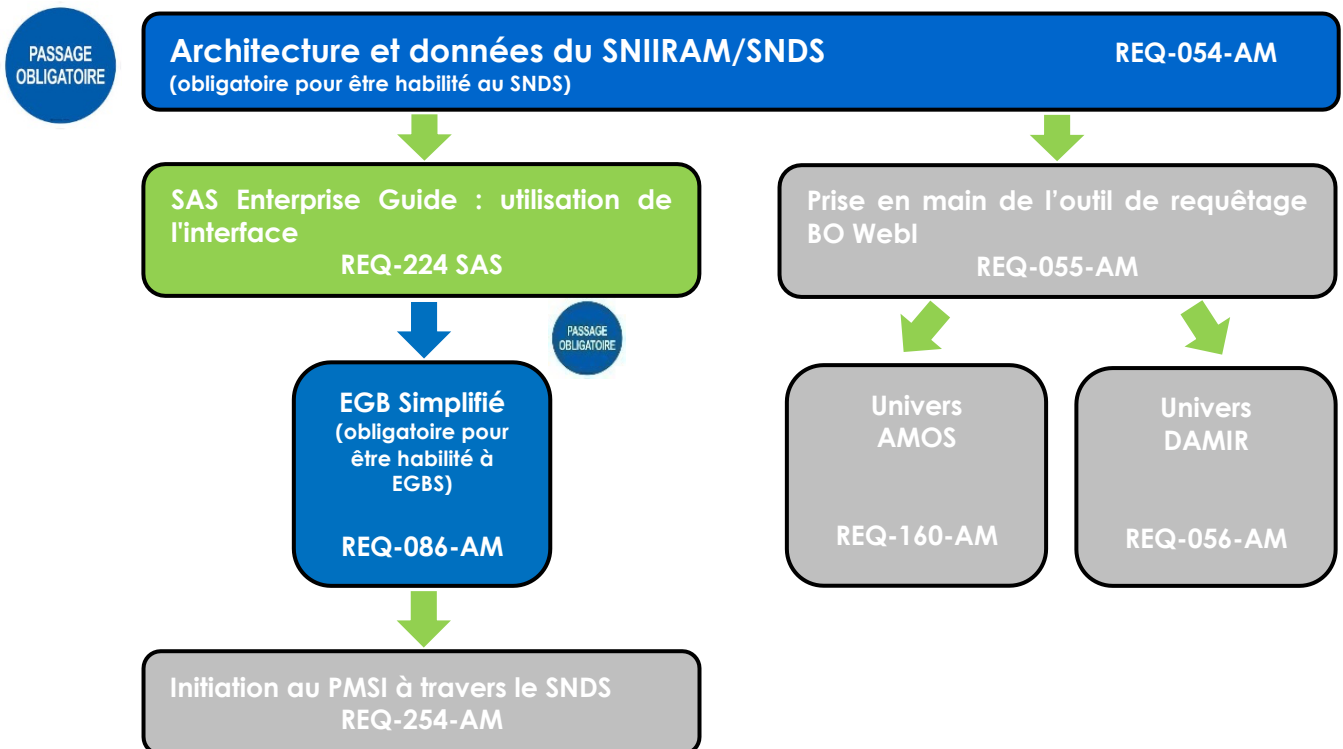 PASSAGE
OBLIGATOIRE
Architecture et données du SNIIRAM/SNDS REQ-054-AM
(obligatoire pour être habilité au SNDS)
SAS Enterprise Guide : utilisation de
l'interface
REQ-224 SAS
Prise en main de l’outil de requêtage
BO WebI
REQ-055-AM
PASSAGE
OBLIGATOIRE
EGB Simplifié
(obligatoire pour
être habilité à
EGBS)
REQ-086-AM
Univers
AMOS
REQ-160-AM
Univers
DAMIR
REQ-056-AM
Initiation au PMSI à travers le SNDS
REQ-254-AM